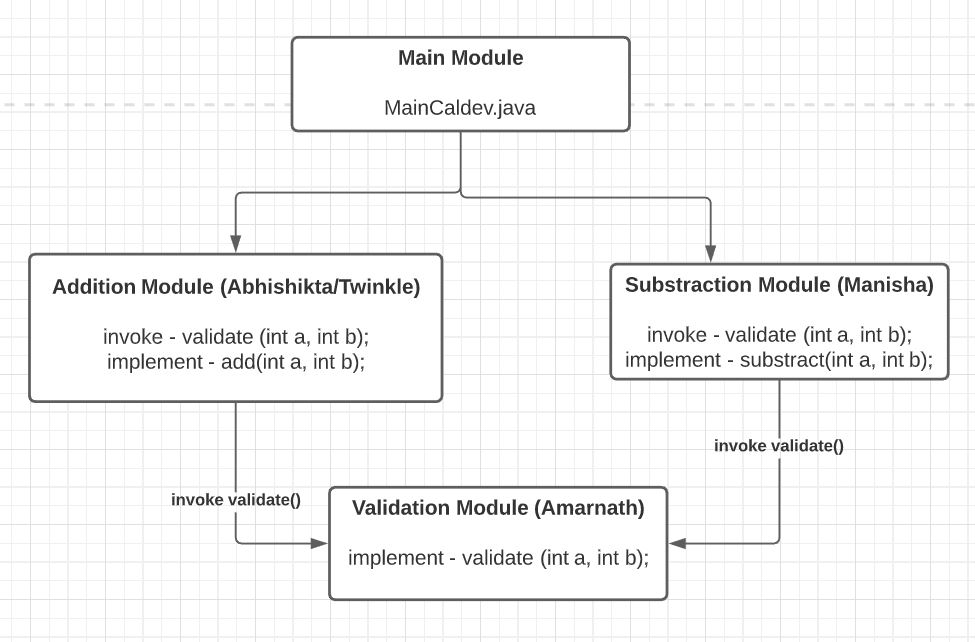 Main Module
MainCaldev.java
Addition Module (Abhishikta/Twinkle)
invoke - validate (int a, int b);
implement - add(int a, int b);
Substraction Module (Manisha)
invoke - validate (int a, int b);
implement - substract(int a, int b);
invoke validate()
invoke validate()
Validation Module (Amarnath)
implement - validate (int a, int b);